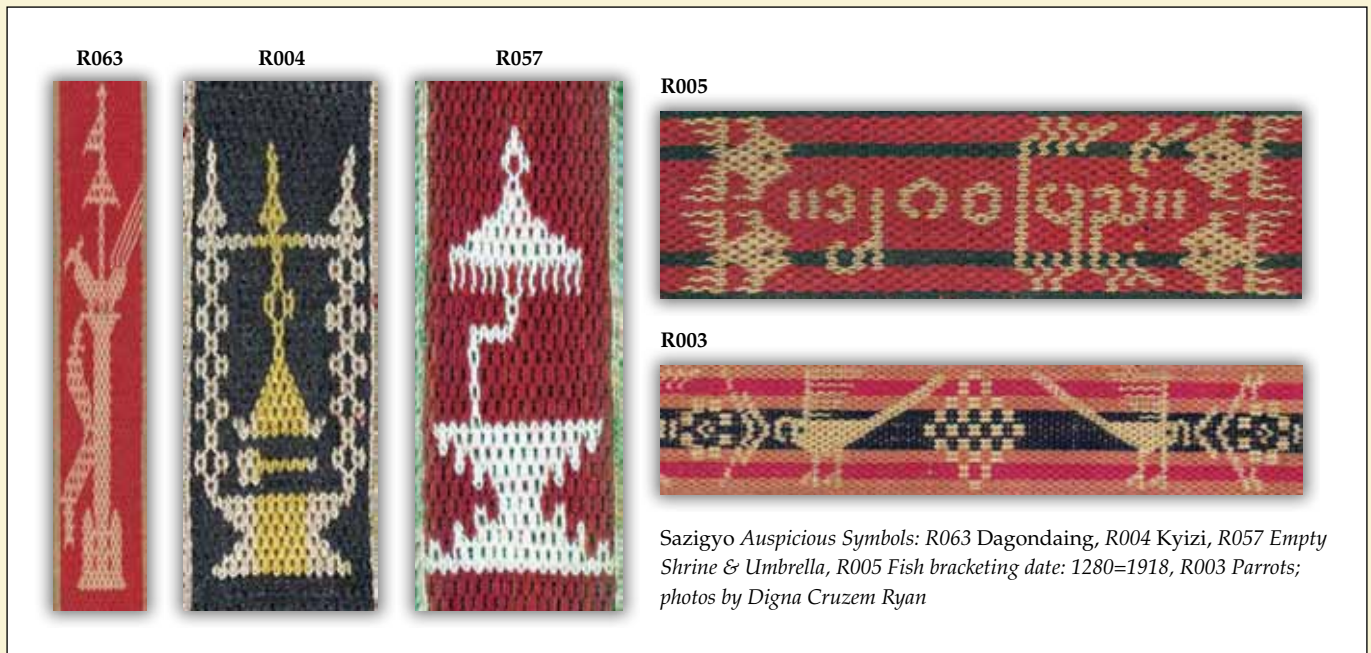 R063
R004
R057
R005
R003
Sazigyo Auspicious Symbols: R063 Dagondaing, R004 Kyizi, R057 Empty
Shrine & Umbrella, R005 Fish bracketing date: 1280=1918, R003 Parrots;
photos by Digna Cruzem Ryan